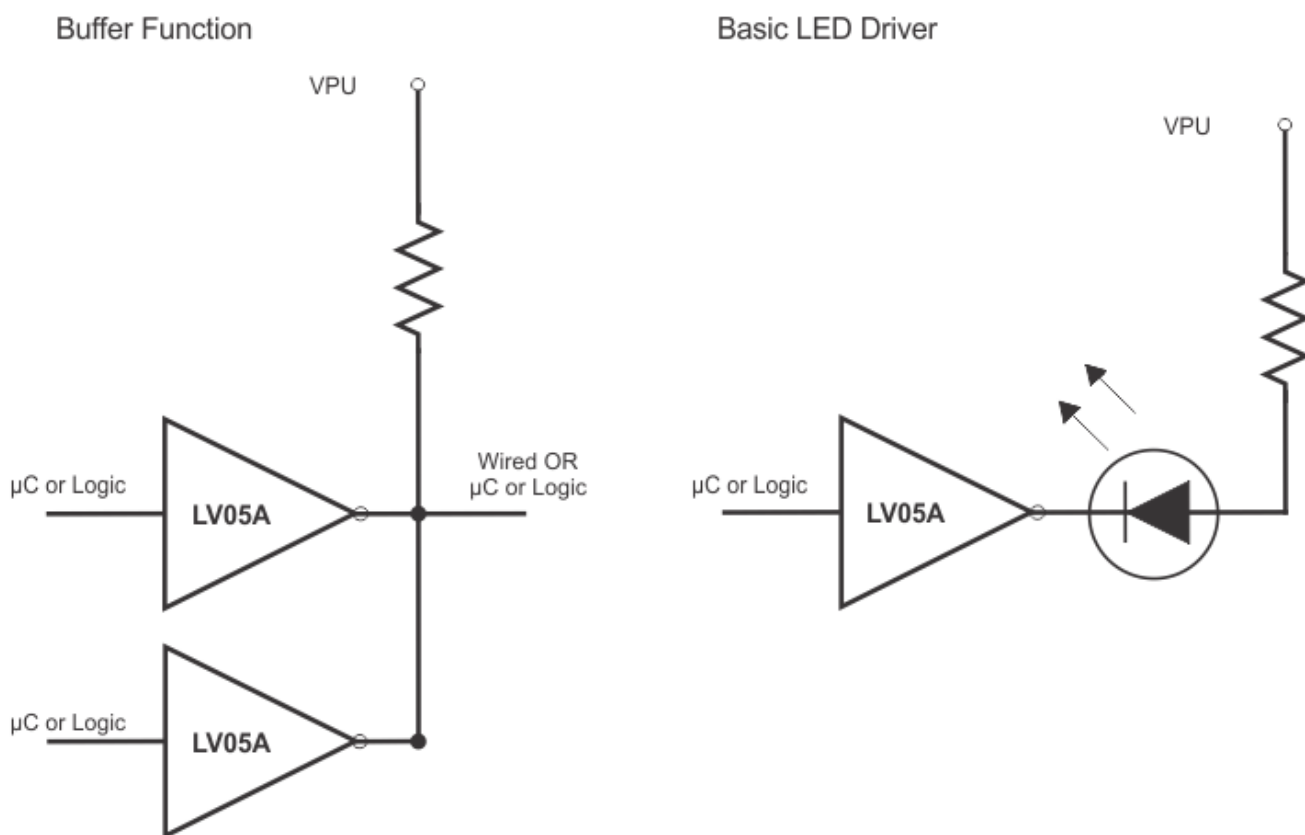 Buffer Function
VPU
µC or Logic
LV05A
Wired OR
µC or Logic
µC or Logic
LV05A
Basic LED Driver
VPU
µC or Logic
LV05A